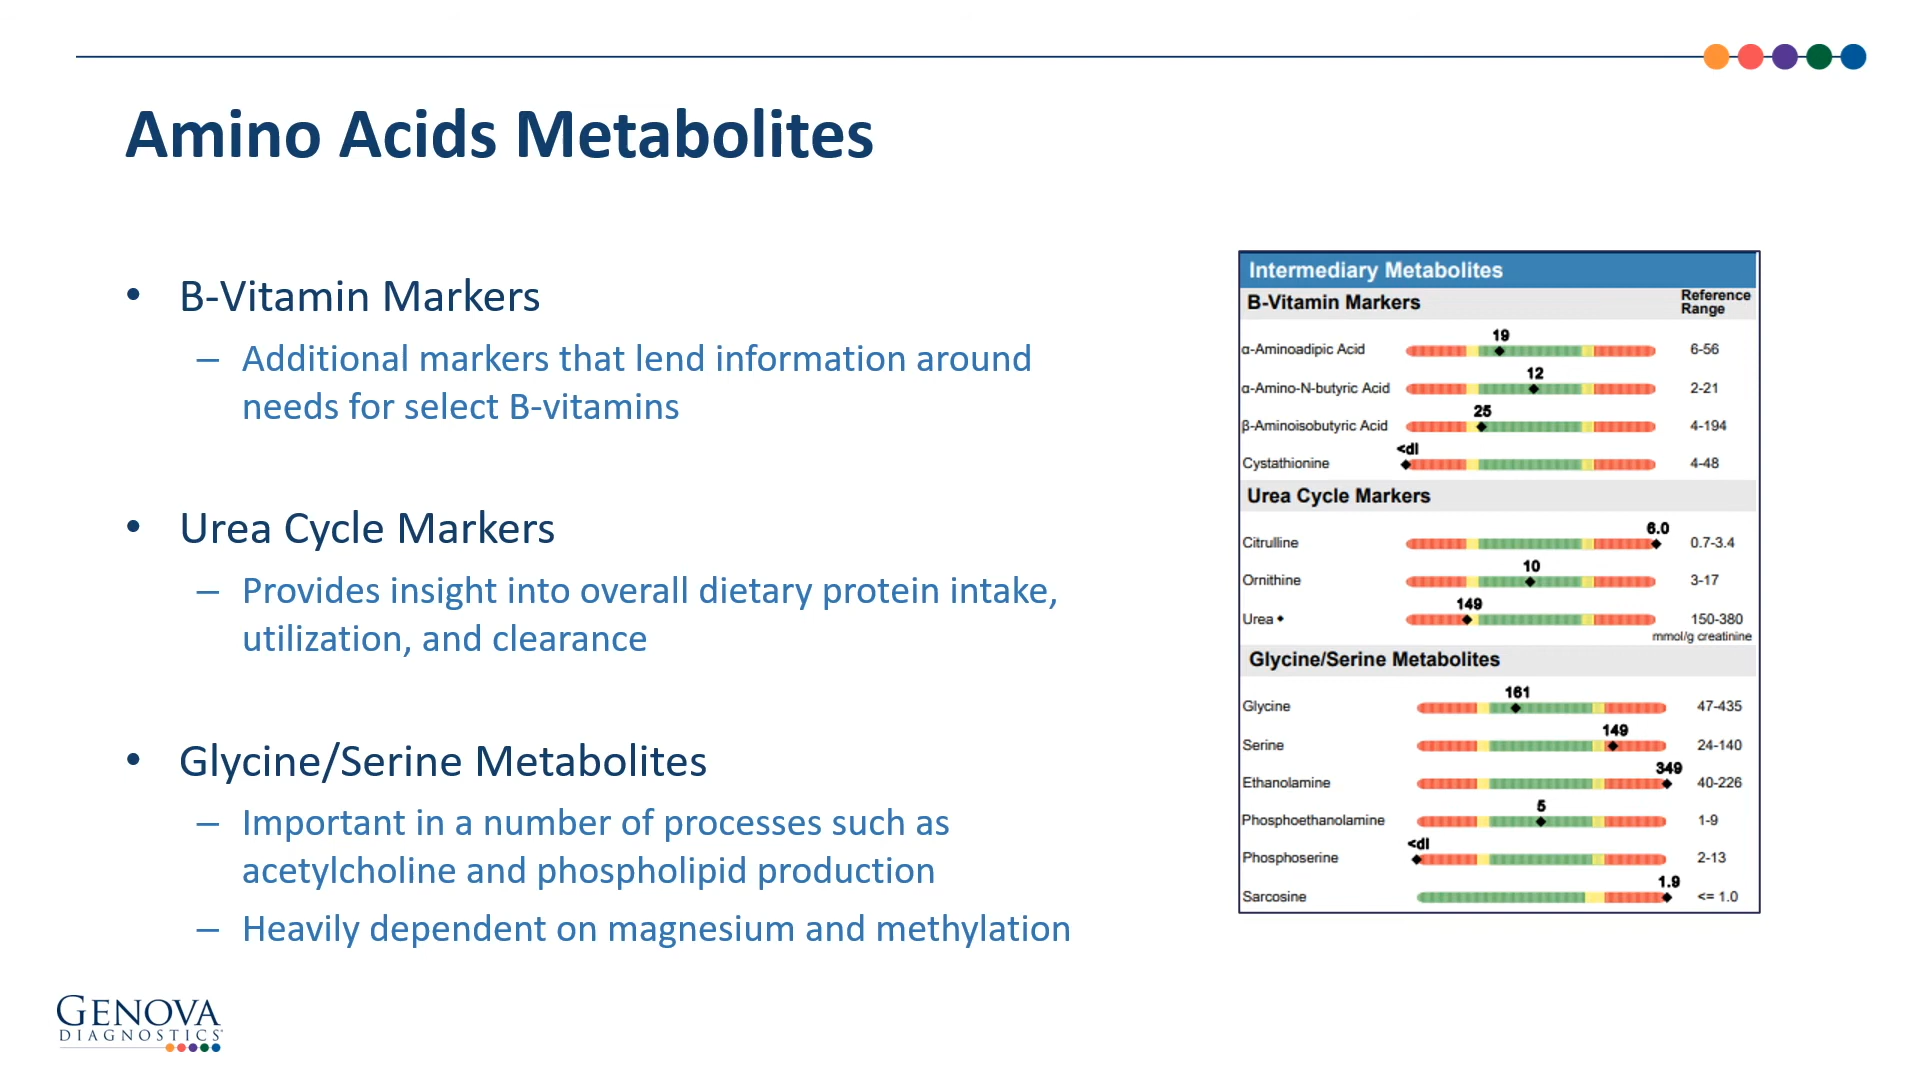 Amino Acids Metabolites
• B-Vitamin Markers
– Additional markers that lend information around
needs for select B-vitamins
• Urea Cycle Markers
– Provides insight into overall dietary protein intake,
utilization, and clearance
• Glycine/Serine Metabolites
– Important in a number of processes such as
acetylcholine and phospholipid production
– Heavily dependent on magnesium and methylation
Intermediary Metabolites
B-Vitamin Markers Reference
Range
19
α-Aminoadipic Acid 6-56
12
α-Amino-N-butyric Acid 2-21
25
β-Aminoisobutyric Acid 4-194
<dl
Cystathionine 4-48
Urea Cycle Markers
6.0
Citrulline 0.7-3.4
10
Ornithine 3-17
149
Urea ♦ 150-380
mmol/g creatinine
Glycine/Serine Metabolites
161
Glycine 47-435
149
Serine 24-140
349
Ethanolamine 40-226
5
Phosphoethanolamine 1-9
<dl
Phosphoserine 2-13
1.9
Sarcosine <= 1.0
GENOVA
DIAGNOSTICS